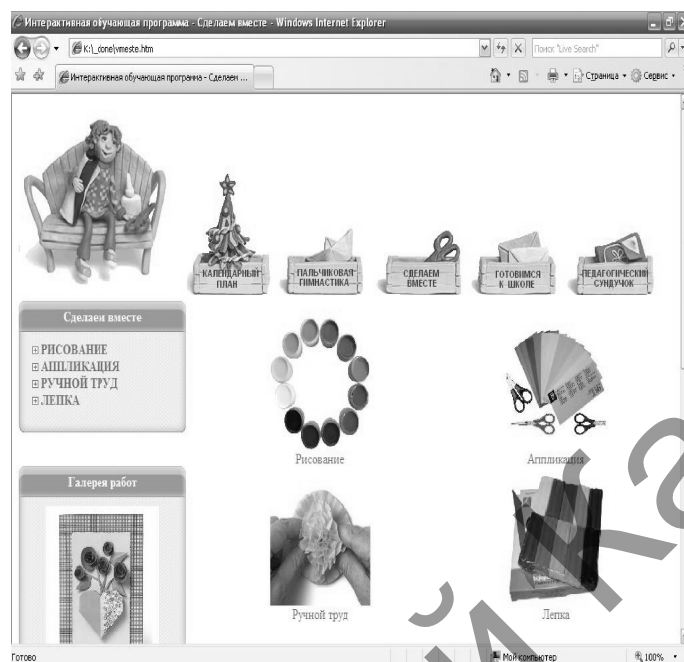 Интерактивная обучающая программа - Сделаем вместе - Windows Internet Explorer
K:\_done\vmeste.htm
Поиск "Live Search"
Интерактивная обучающая программа - Сделаем ...
Страница
Сервис
КАЛЕНДАРНЫЙ
ПЛАН
ПАЛЬЧИКОВАЯ
ГИМНАСТИКА
СДЕЛАЕМ
ВМЕСТЕ
ГОТОВИМСЯ
К ШКОЛЕ
ПЕДАГОГИЧЕСКИЙ
СУНДУЧОК
Сделаем вместе
РИСОВАНИЕ
АППЛИКАЦИЯ
РУЧНОЙ ТРУД
ЛЕПКА
Рисование
Аппликация
Галерея работ
Ручной труд
Лепка
Готово
Мой компьютер
100%